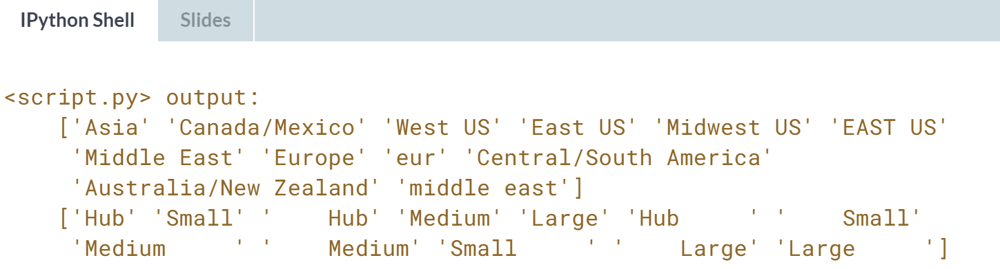 IPython Shell Slides
<script.py> output:
    ['Asia' 'Canada/Mexico' 'West US' 'East US' 'Midwest US' 'EAST US'
     'Middle East' 'Europe' 'eur' 'Central/South America'
     'Australia/New Zealand' 'middle east']
    ['Hub' 'Small' '    Hub' 'Medium' 'Large' 'Hub     ' '    Small'
     'Medium     ' '    Medium' 'Small     ' '    Large' 'Large     ']